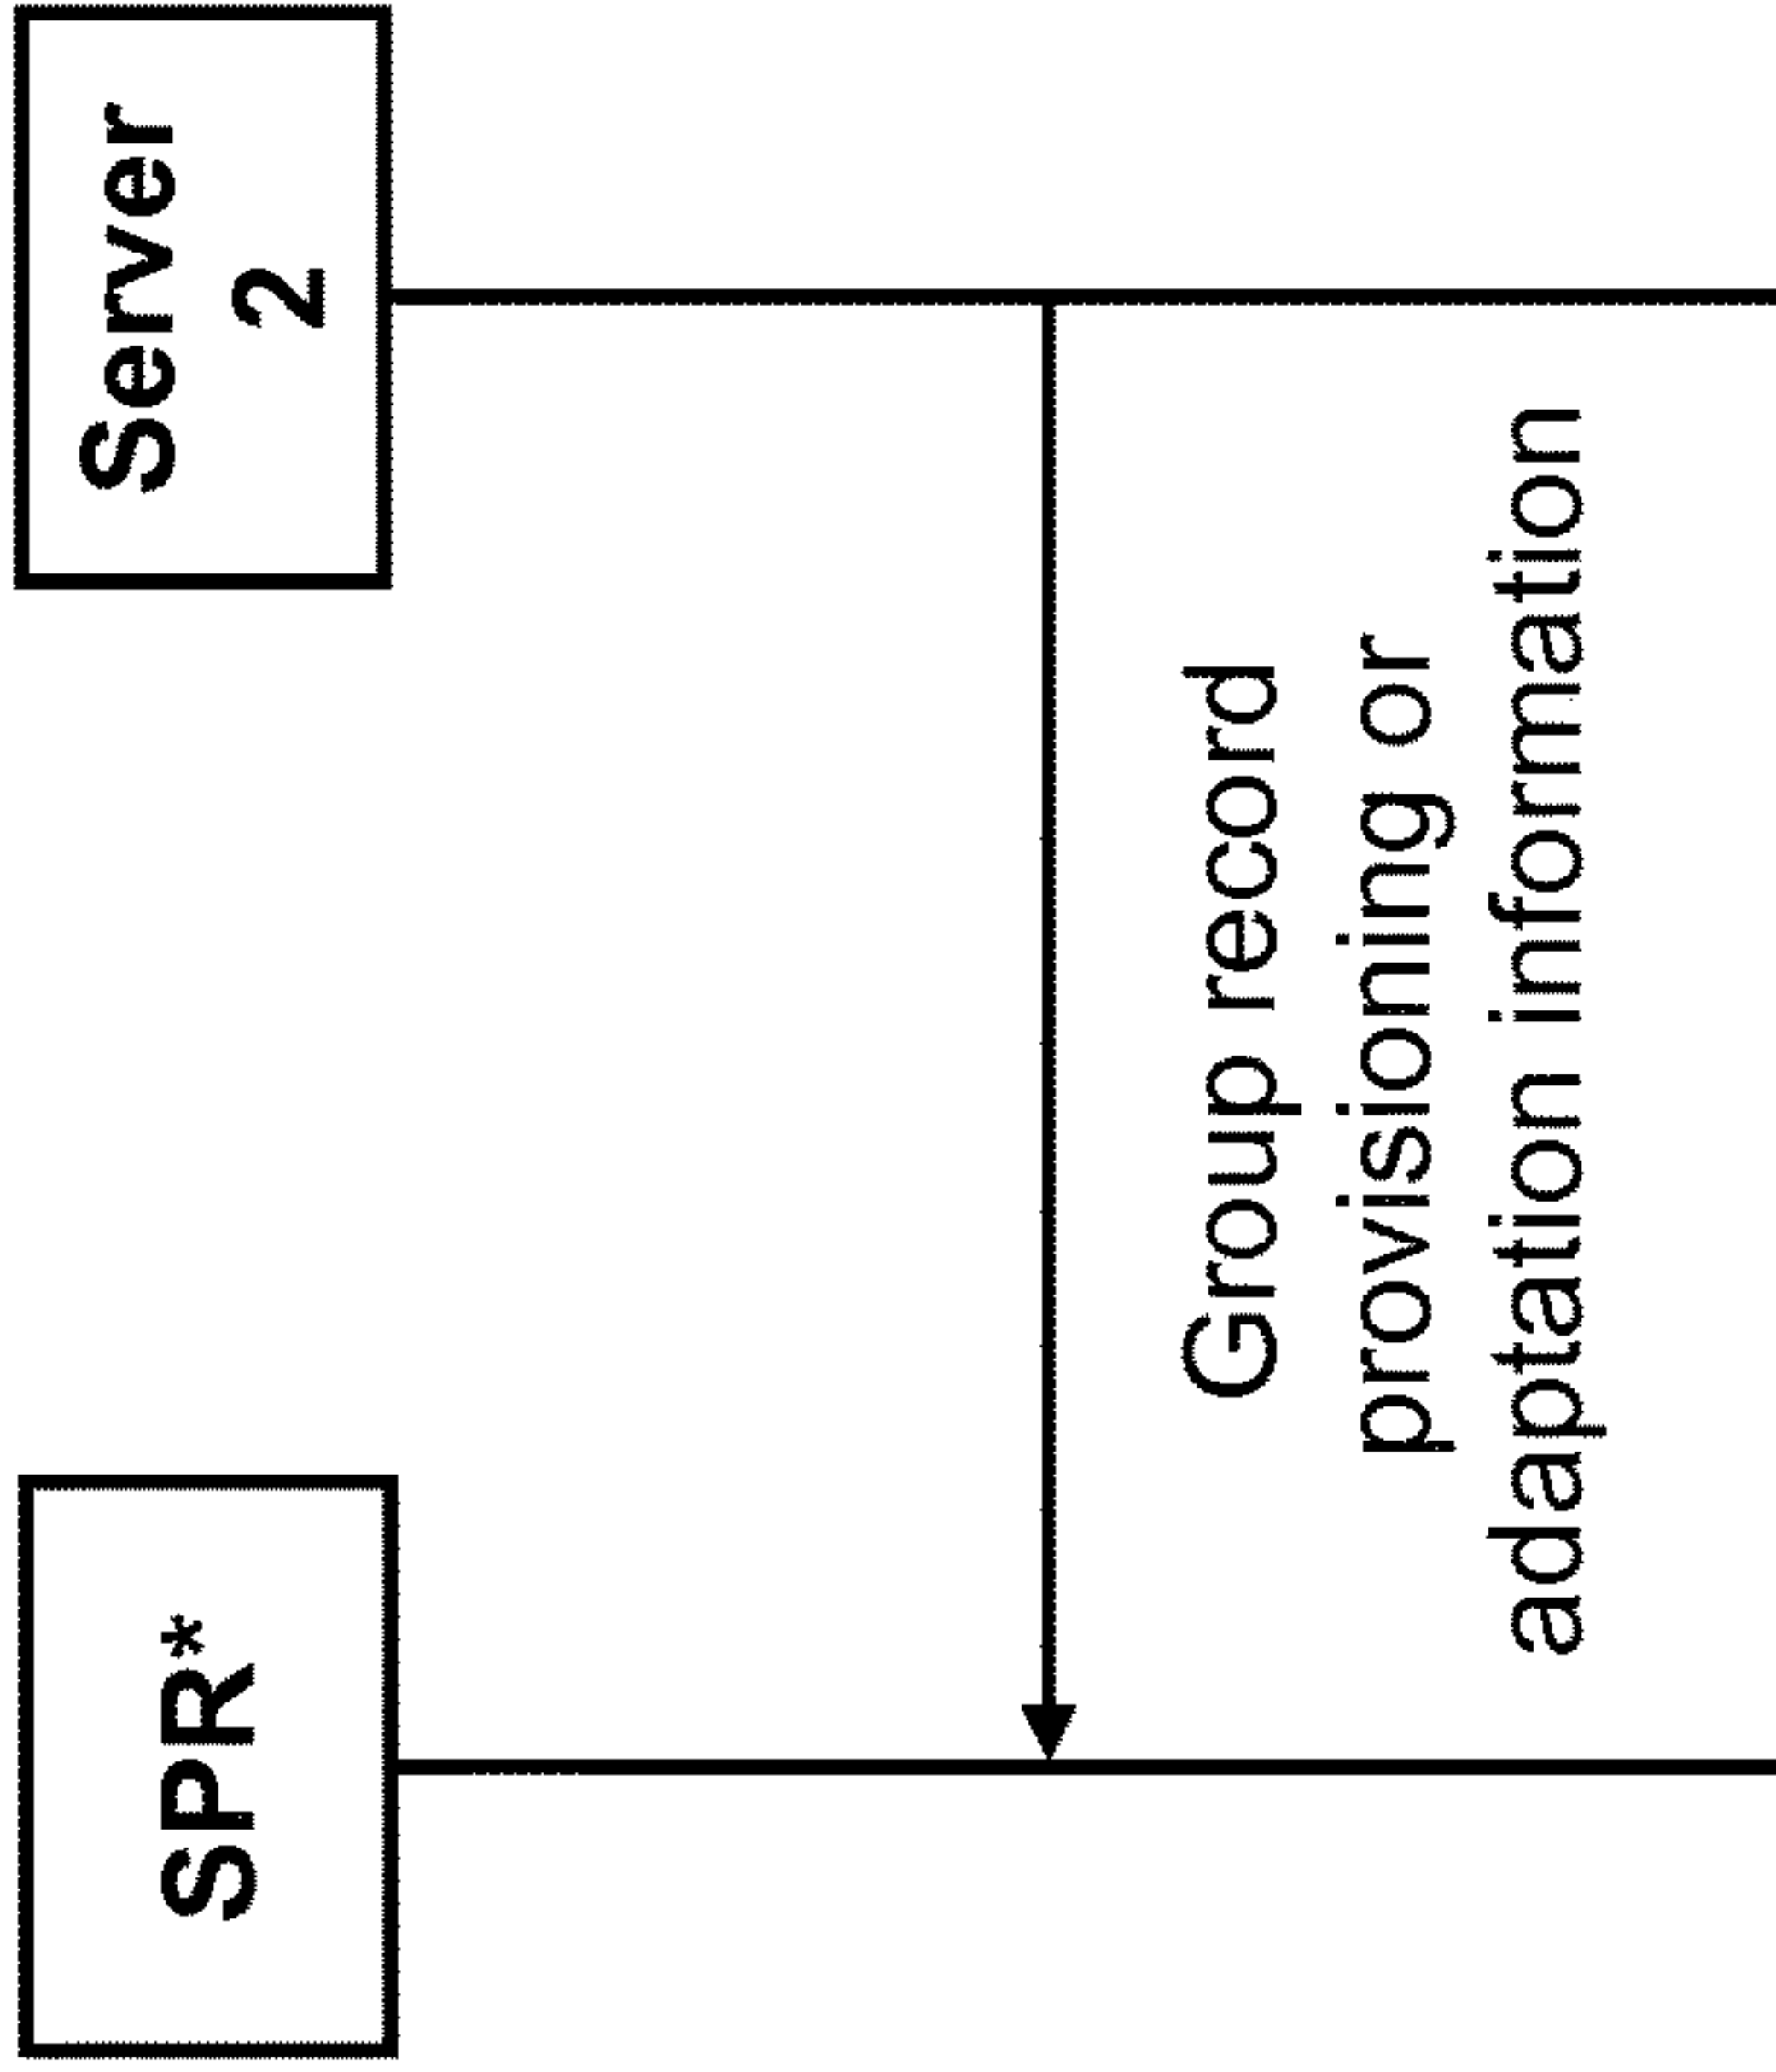 SPR*
Server
2
Group record
provisioning or
adaptation information